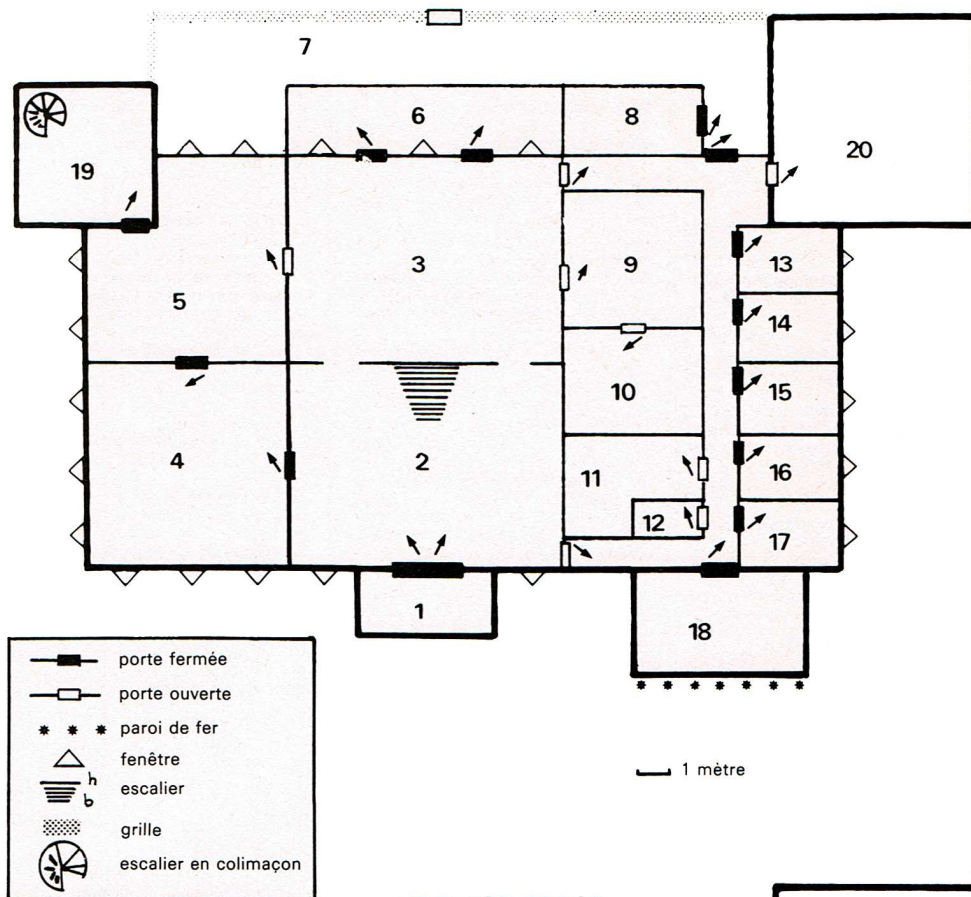 7
6
8
19
20
3
9
13
5
14
10
15
4
2
11
16
12
17
1
18
porte fermée
porte ouverte
paroi de fer
fenêtre
h
escalier
b
grille
escalier en colimaçon
1 mètre